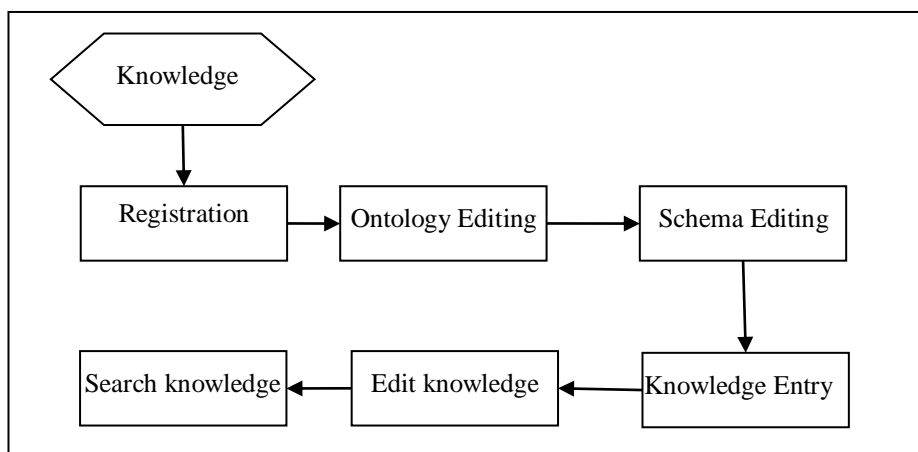 Knowledge
Registration
Ontology Editing
Schema Editing
Search knowledge
Edit knowledge
Knowledge Entry